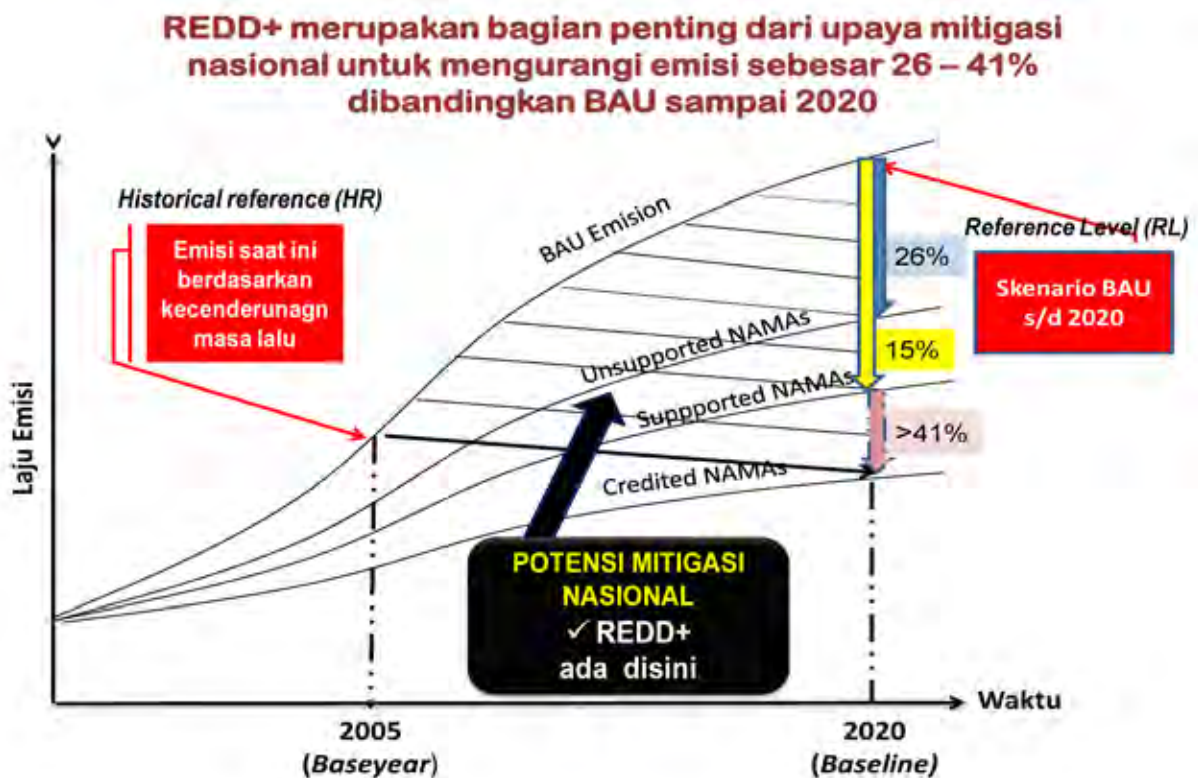 REDD+ merupakan bagian penting dari upaya mitigasi
nasional untuk mengurangi emisi sebesar 26 – 41%
dibandingkan BAU sampai 2020
Historical reference (HR)
Emisi saat ini
berdasarkan
kecenderunagn
masa lalu
BAU Emision
Reference Level (RL)
26%
Skenario BAU
s/d 2020
Unsupported NAMAs
15%
Suppported NAMAs
>41%
Credited NAMAs
Laju Emisi
POTENSI MITIGASI
NASIONAL
✓ REDD+
ada disini
Waktu
2005
(Baseyear)
2020
(Baseline)